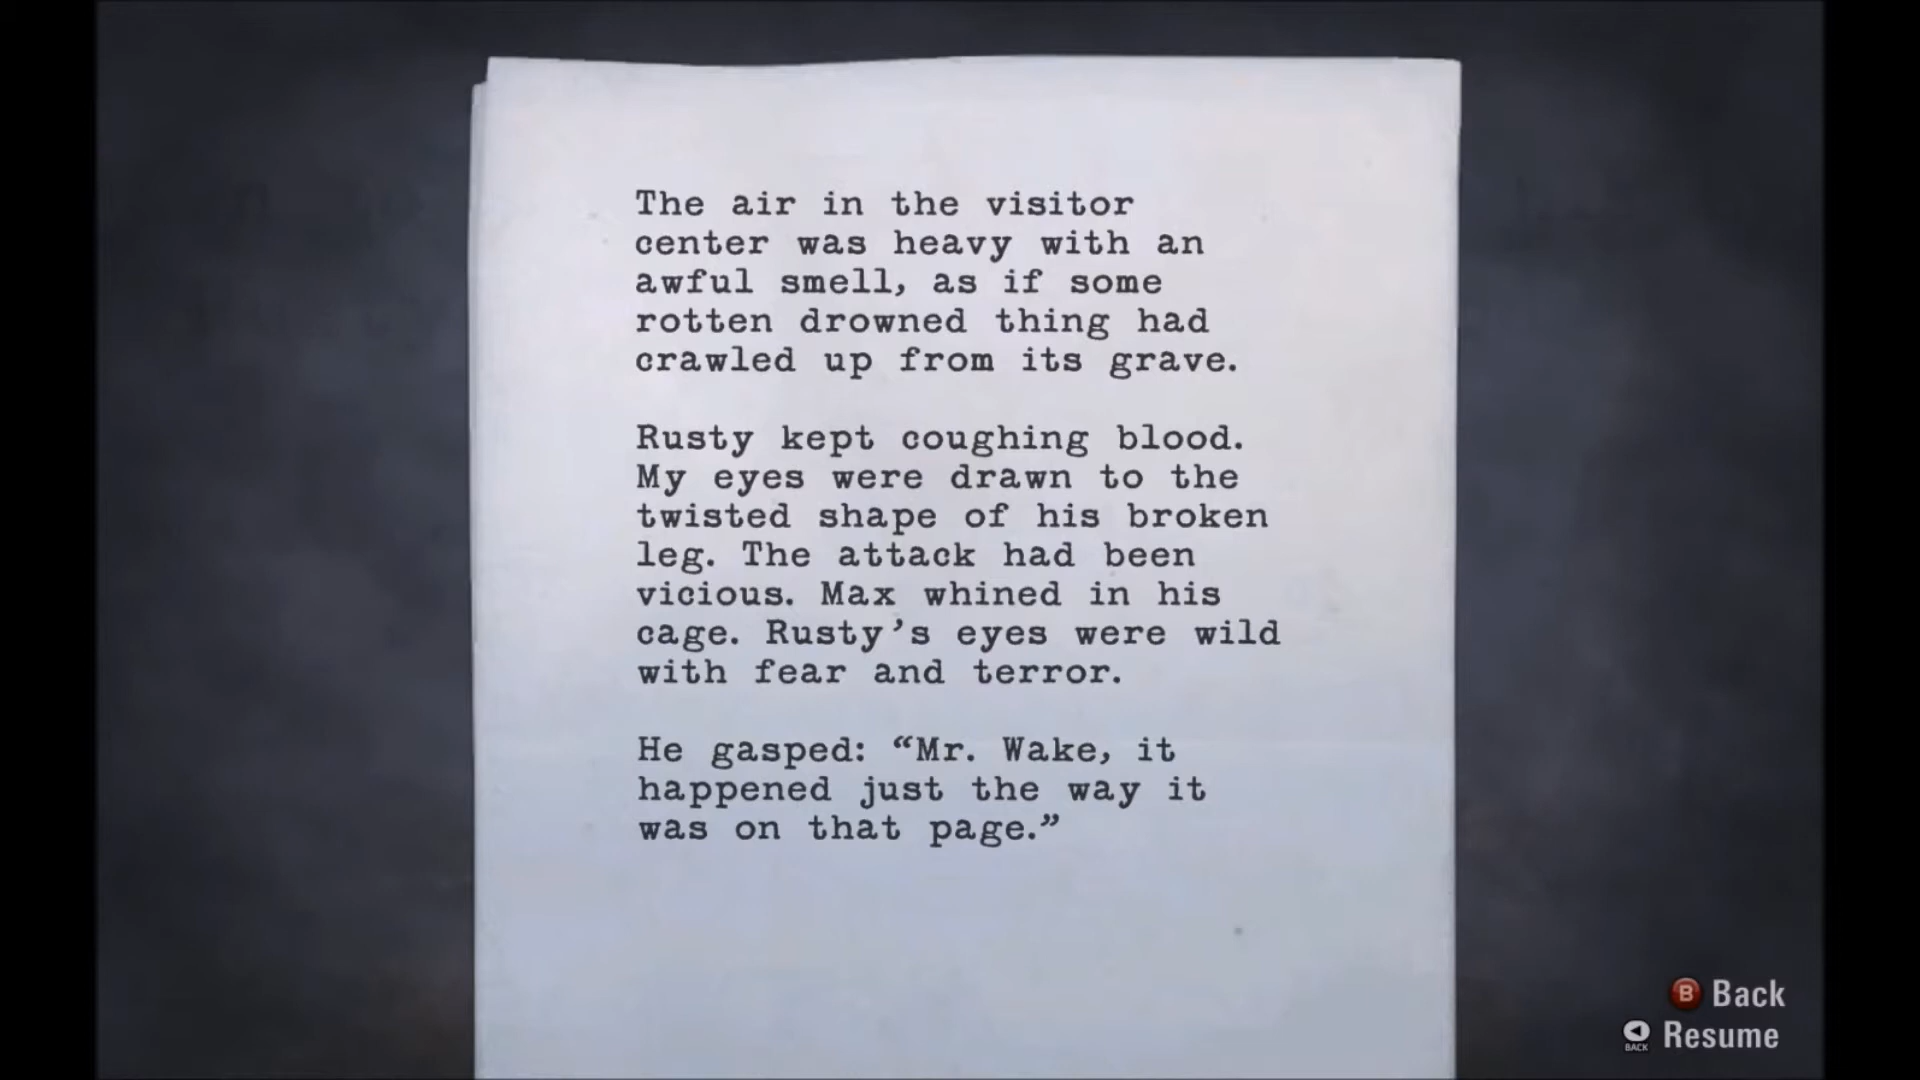 The air in the visitor
center was heavy with an
awful smell, as if some
rotten drowned thing had
crawled up from its grave.
Rusty kept coughing blood.
My eyes were drawn to the
twisted shape of his broken
leg. The attack had been
vicious. Max whined in his
cage. Rusty’s eyes were wild
with fear and terror.
He gasped: “Mr. Wake, it
happened just the way it
was on that page.”
B Back
BACK Resume